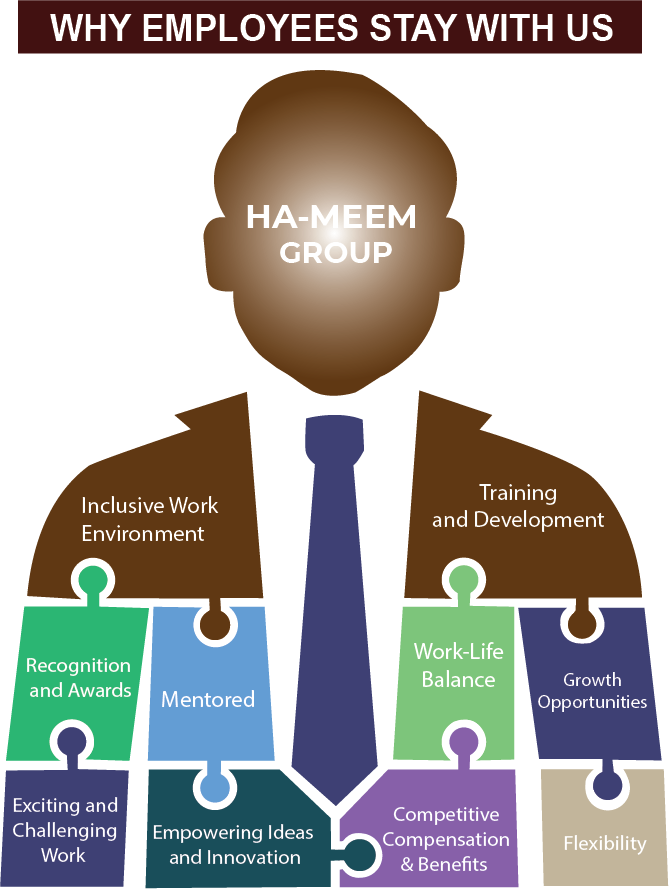 WHY EMPLOYEES STAY WITH US
HA-MEEM
GROUP
Inclusive Work
Environment
Training
and Development
Recognition
and Awards
Mentored
Work-Life
Balance
Growth
Opportunities
Exciting and
Challenging
Work
Empowering Ideas
and Innovation
Competitive
Compensation
& Benefits
Flexibility